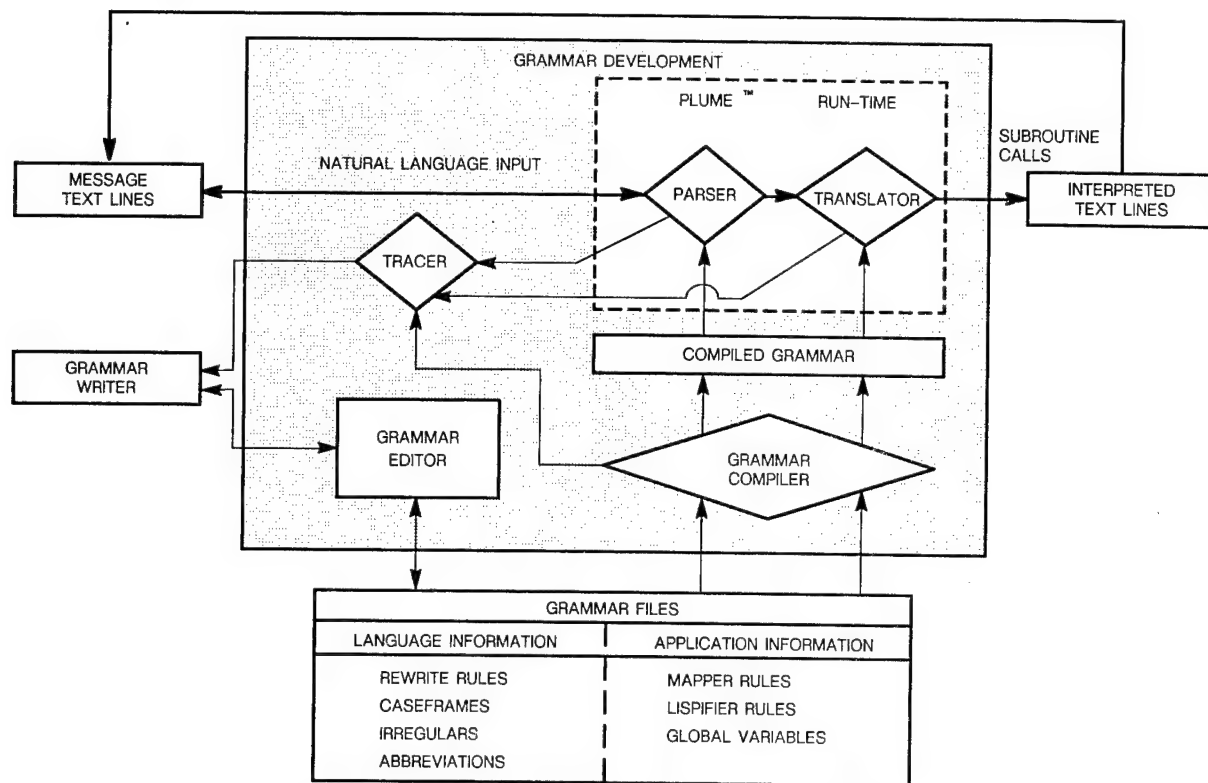 GRAMMAR DEVELOPMENT
PLUME ™ RUN-TIME
SUBROUTINE
CALLS
NATURAL LANGUAGE INPUT
MESSAGE
TEXT LINES
PARSER
TRANSLATOR
INTERPRETED
TEXT LINES
TRACER
COMPILED GRAMMAR
GRAMMAR
WRITER
GRAMMAR
EDITOR
GRAMMAR
COMPILER
GRAMMAR FILES
LANGUAGE INFORMATION
REWRITE RULES
CASEFRAMES
IRREGULARS
ABBREVIATIONS
APPLICATION INFORMATION
MAPPER RULES
LISPIFIER RULES
GLOBAL VARIABLES